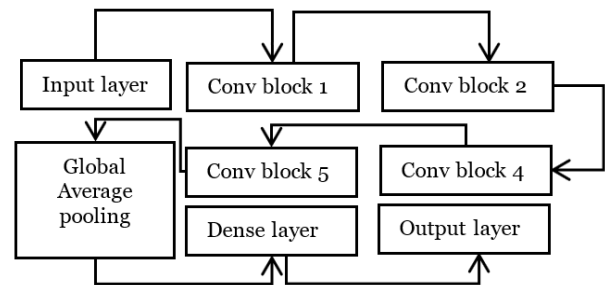 Input layer
Conv block 1
Conv block 2
Global
Average
pooling
Conv block 5
Conv block 4
Dense layer
Output layer